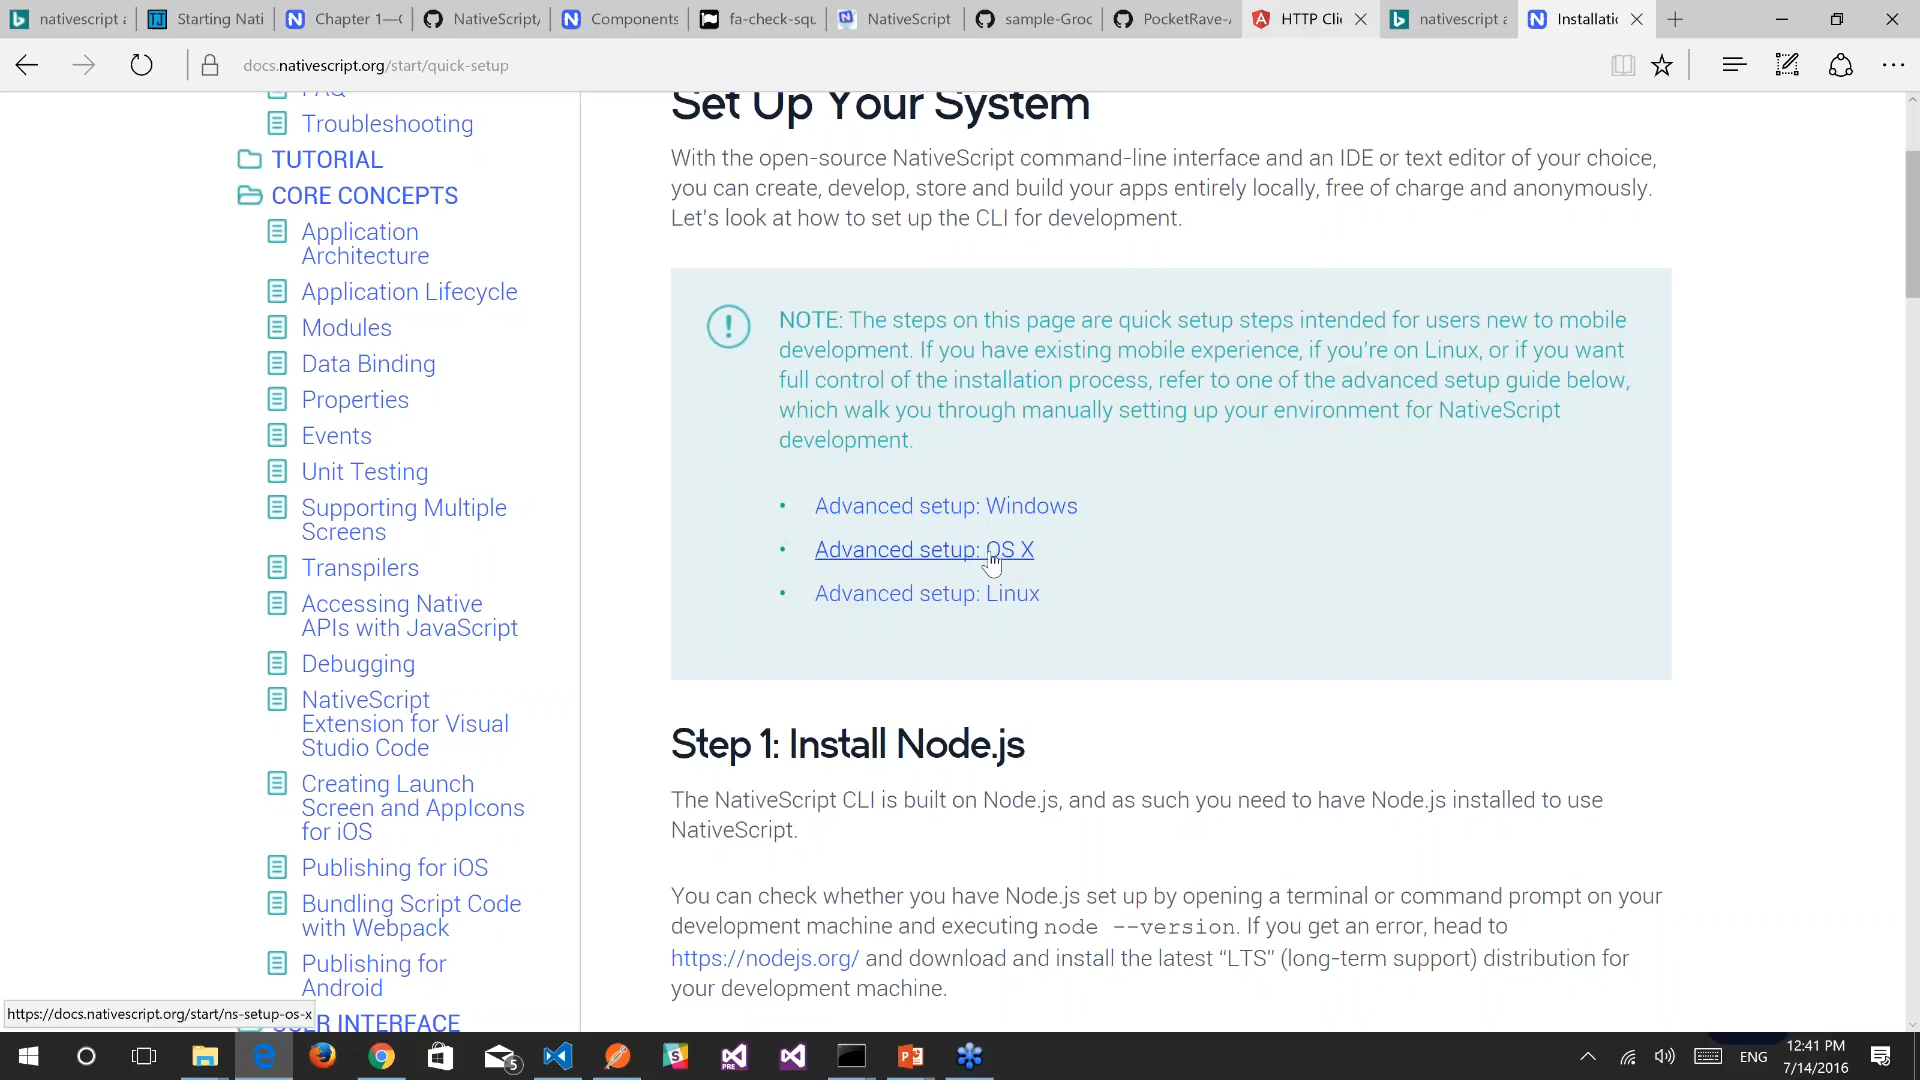 nativescript a
Starting Nati
Chapter 1—C
NativeScript/
Components
fa-check-squ
NativeScript
sample-Groc
PocketRave-
HTTP Clie
nativescript a
Installatio
docs.nativescript.org/start/quick-setup
FAQ
Troubleshooting
TUTORIAL
CORE CONCEPTS
Application
Architecture
Application Lifecycle
Modules
Data Binding
Properties
Events
Unit Testing
Supporting Multiple
Screens
Transpilers
Accessing Native
APIs with JavaScript
Debugging
NativeScript
Extension for Visual
Studio Code
Creating Launch
Screen and AppIcons
for iOS
Publishing for iOS
Bundling Script Code
with Webpack
Publishing for
Android
USER INTERFACE
Set Up Your System
With the open-source NativeScript command-line interface and an IDE or text editor of your choice,
you can create, develop, store and build your apps entirely locally, free of charge and anonymously.
Let's look at how to set up the CLI for development.
NOTE: The steps on this page are quick setup steps intended for users new to mobile
development. If you have existing mobile experience, if you're on Linux, or if you want
full control of the installation process, refer to one of the advanced setup guide below,
which walk you through manually setting up your environment for NativeScript
development.
• Advanced setup: Windows
• Advanced setup: OS X
• Advanced setup: Linux
Step 1: Install Node.js
The NativeScript CLI is built on Node.js, and as such you need to have Node.js installed to use
NativeScript.
You can check whether you have Node.js set up by opening a terminal or command prompt on your
development machine and executing node --version. If you get an error, head to
https://nodejs.org/ and download and install the latest “LTS” (long-term support) distribution for
your development machine.
https://docs.nativescript.org/start/ns-setup-os-x
5
PRE
ENG
12:41 PM
7/14/2016